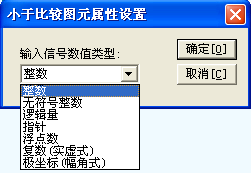 小于比较图元属性设置
输入信号数值类型:
确定[O]
整数
取消[C]
整数
无符号整数
逻辑量
指针
浮点数
复数(实虚式)
极坐标(幅角式)